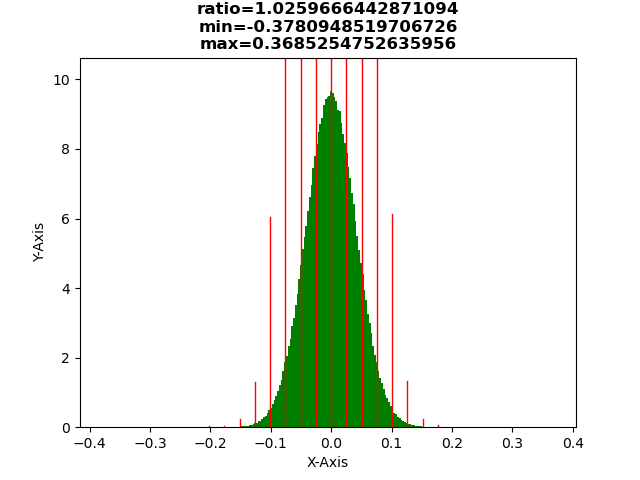 ratio=1.0259666442871094
min=-0.3780948519706726
max=0.3685254752635956
10
8
6
4
2
0
Y-Axis
−0.4 −0.3 −0.2 −0.1 0.0 0.1 0.2 0.3 0.4
X-Axis